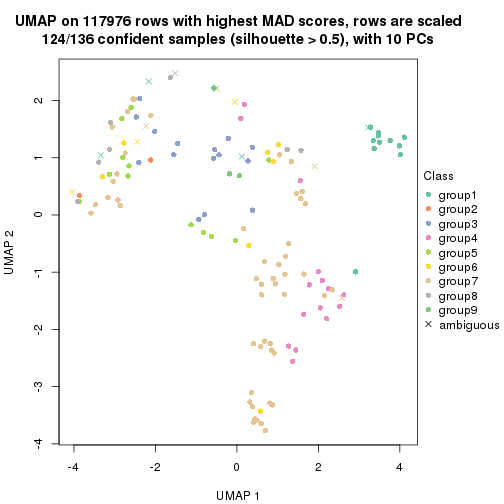 UMAP on 117976 rows with highest MAD scores, rows are scaled
124/136 confident samples (silhouette > 0.5), with 10 PCs
UMAP 2
2
1
0
-1
-2
-3
-4
-4
-2
0
2
4
UMAP 1
Class
group1
group2
group3
group4
group5
group6
group7
group8
group9
ambiguous